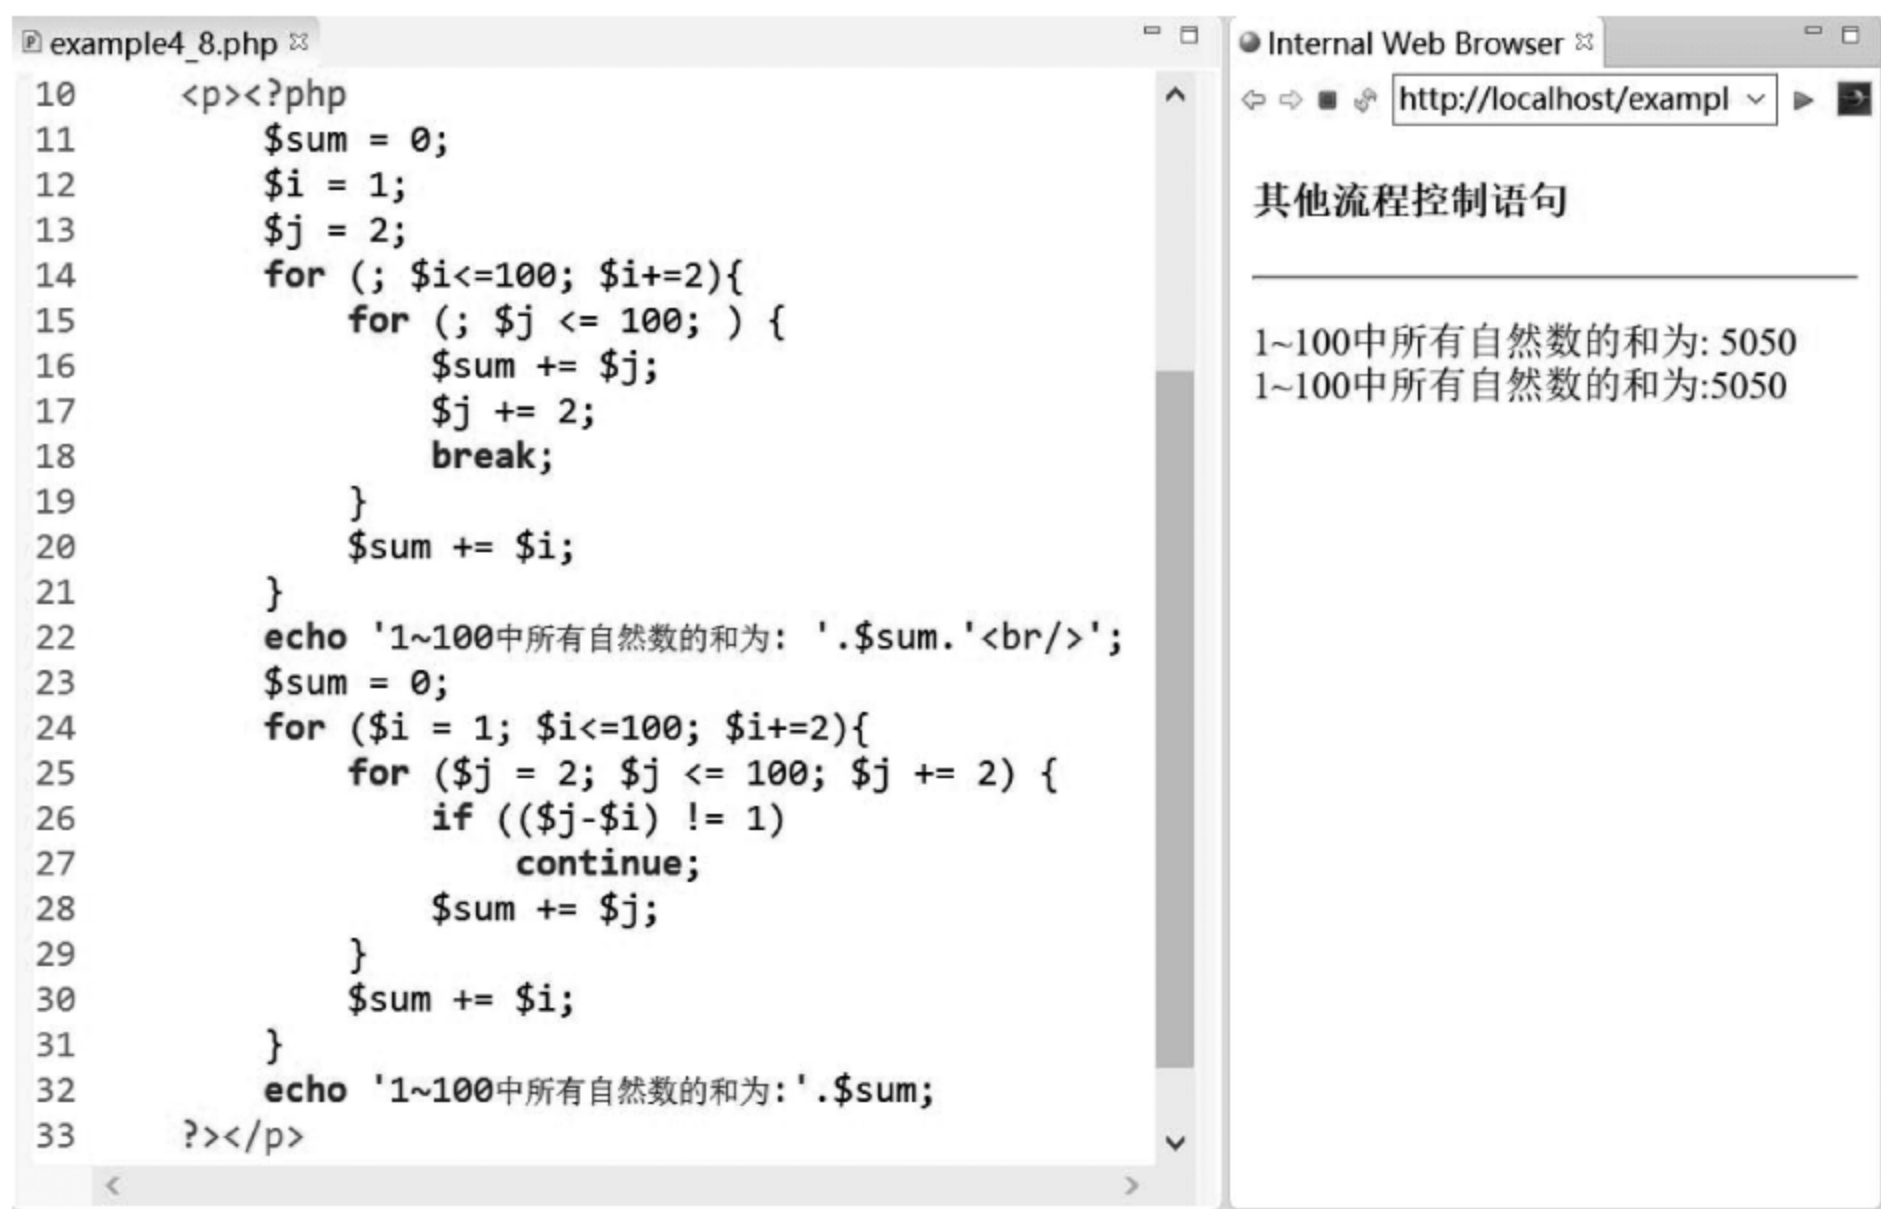 example4_8.php
10 <p><?php
11 $sum = 0;
12 $i = 1;
13 $j = 2;
14 for (; $i<=100; $i+=2){
15 for (; $j <= 100; ) {
16 $sum += $j;
17 $j += 2;
18 break;
19 }
20 $sum += $i;
21 }
22 echo '1~100中所有自然数的和为: '.$sum.'<br/>';
23 $sum = 0;
24 for ($i = 1; $i<=100; $i+=2){
25 for ($j = 2; $j <= 100; $j += 2) {
26 if (($j-$i) != 1)
27 continue;
28 $sum += $j;
29 }
30 $sum += $i;
31 }
32 echo '1~100中所有自然数的和为:'.$sum;
33 ?></p>
Internal Web Browser
http://localhost/exampl
其他流程控制语句
1~100中所有自然数的和为: 5050
1~100中所有自然数的和为:5050